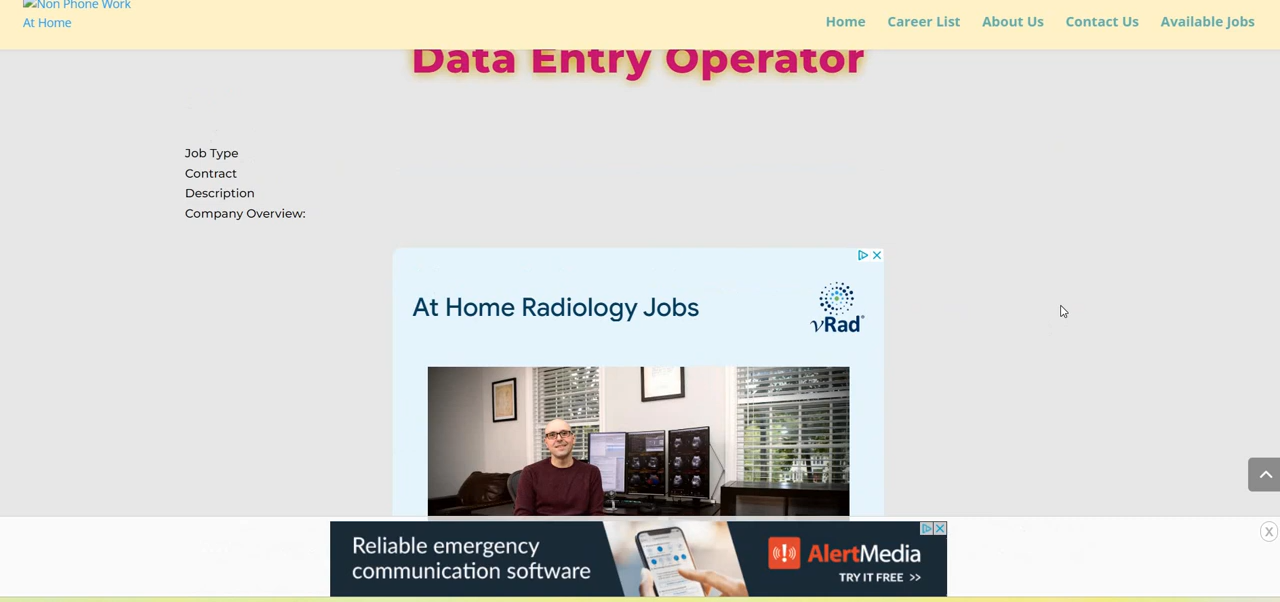 Non Phone Work
At Home
Home Career List About Us Contact Us Available Jobs
Data Entry Operator
Job Type
Contract
Description
Company Overview:
At Home Radiology Jobs
vRad
Reliable emergency
communication software
AlertMedia
TRY IT FREE >>
X